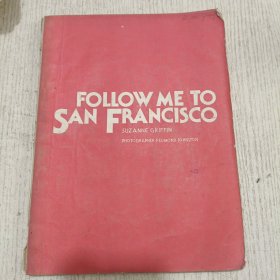 FOLLOW ME TO
SAN FRANCISCO
SUZANNE GRIFFIN